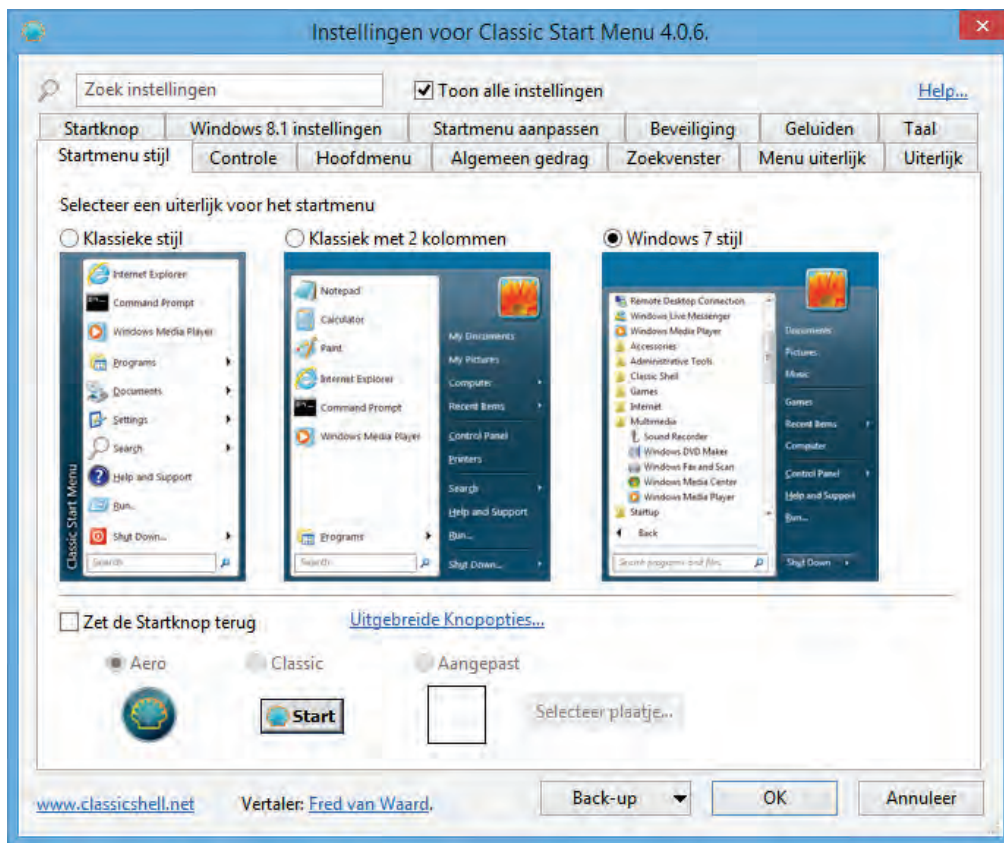 Instellingen voor Classic Start Menu 4.0.6.
Zoek instellingen
Toon alle instellingen
Help...
Startknop
Windows 8.1 instellingen
Startmenu aanpassen
Beveiliging
Geluiden
Taal
Startmenu stijl
Controle
Hoofdmenu
Algemeen gedrag
Zoekvenster
Menu uiterlijk
Uiterlijk
Selecteer een uiterlijk voor het startmenu
Klassieke stijl
Internet Explorer
Command Prompt
Windows Media Player
Programs
Documents
Settings
Search
Help and Support
Run...
Shut Down...
Search
Classic Start Menu
Klassiek met 2 kolommen
Notepad
Calculator
Paint
Internet Explorer
Command Prompt
Windows Media Player
Programs
Search
My Documents
My Pictures
Computer
Recent Items
Control Panel
Printers
Search
Help and Support
Run...
Shut Down...
Windows 7 stijl
Remote Desktop Connection
Windows Live Messenger
Windows Media Player
Accessories
Administrative Tools
Classic Shell
Games
Internet
Multimedia
Sound Recorder
Windows DVD Maker
Windows Fax and Scan
Windows Media Center
Windows Media Player
Startup
Back
Search programs and files
Documents
Pictures
Music
Games
Recent Items
Computer
Control Panel
Help and Support
Run...
Shut Down
Zet de Startknop terug
Uitgebreide Knopopties...
Aero
Classic
Aangepast
Start
Selecteer plaatje...
www.classicshell.net
Vertaler: Fred van Waard.
Back-up
OK
Annuleer